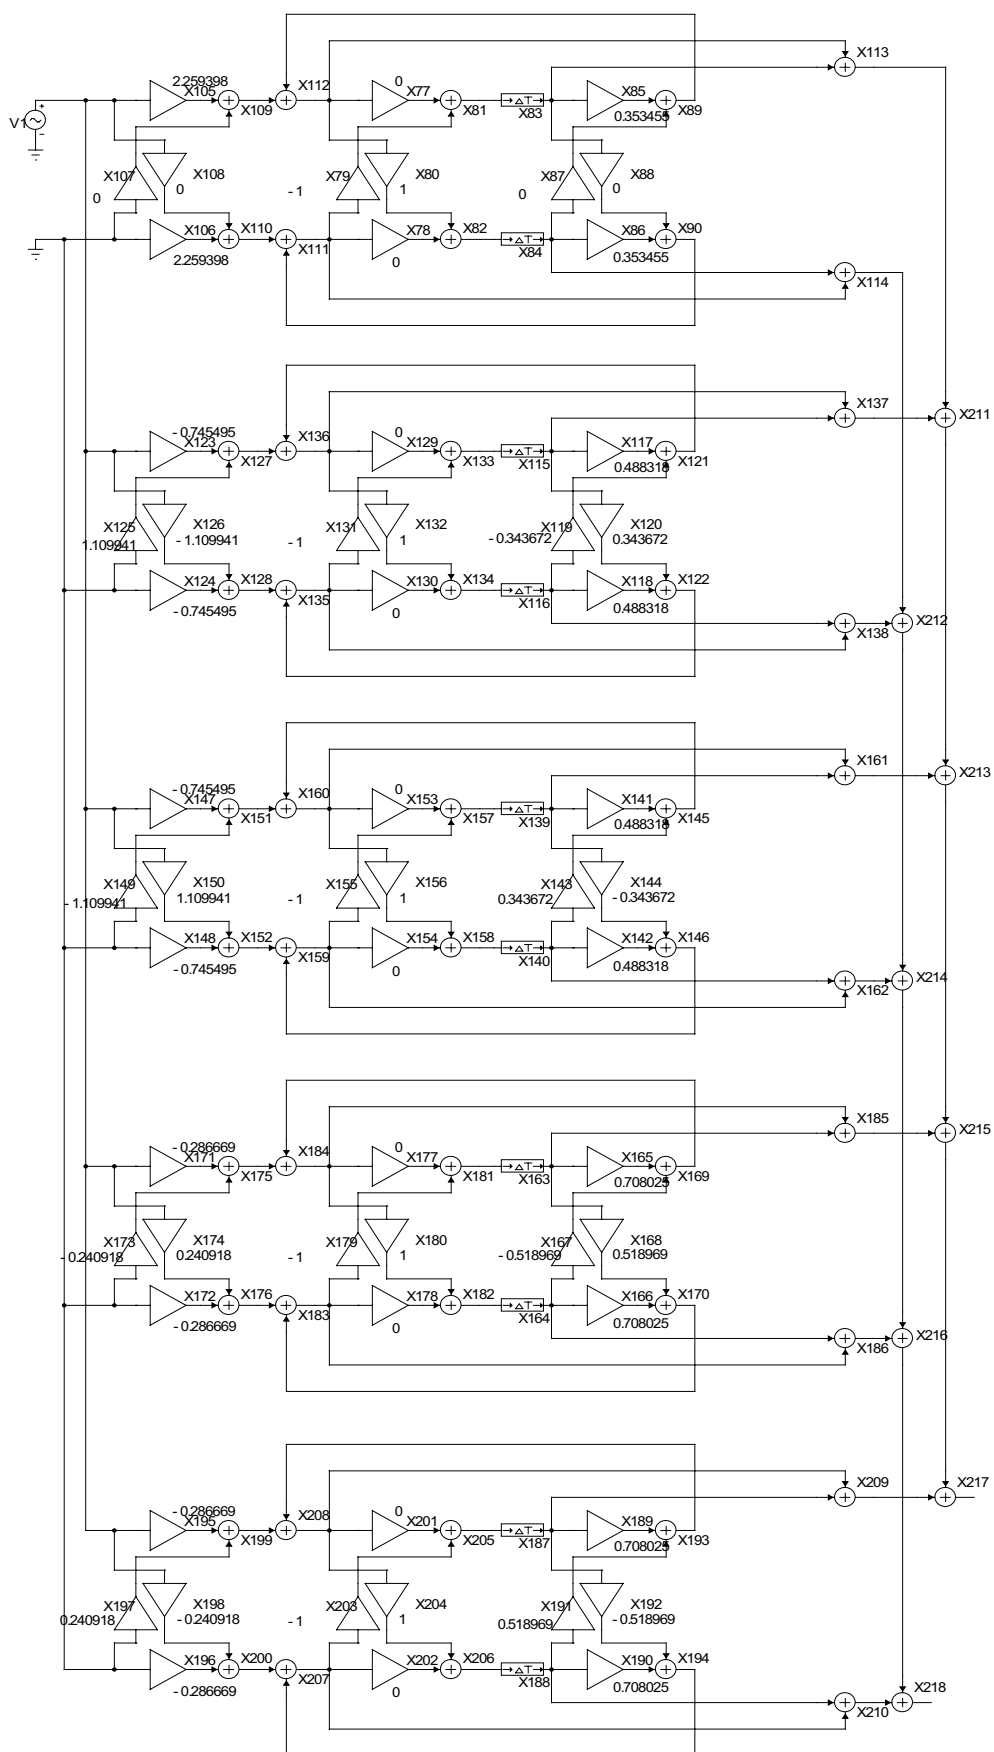 X113
2.259398
X105
X109
X112
0
X77
X81
ΔT
X83
X85
0.353455
X89
V1
+
-
X107
0
X108
0
X79
-1
X80
1
X87
0
X88
0
X106
2.259398
X110
X111
X78
0
X82
ΔT
X84
X86
0.353455
X90
X114
X137
X211
-0.745495
X123
X127
X136
0
X129
X133
ΔT
X115
X117
0.488318
X121
X125
1.109941
X126
-1.109941
-1
X131
X132
1
X119
-0.343672
X120
0.343672
X124
-0.745495
X128
X135
X130
0
X134
ΔT
X116
X118
0.488318
X122
X138
X212
X161
X213
-0.745495
X147
X151
X160
0
X153
X157
ΔT
X139
X141
0.488318
X145
X149
-1.109941
X150
1.109941
-1
X155
X156
1
X143
0.343672
X144
-0.343672
X148
-0.745495
X152
X159
X154
0
X158
ΔT
X140
X142
0.488318
X146
X162
X214
X185
X215
-0.286669
X171
X175
X184
0
X177
X181
ΔT
X163
X165
0.708025
X169
X173
-0.240918
X174
0.240918
-1
X179
X180
1
X167
-0.518969
X168
0.518969
X172
-0.286669
X176
X183
X178
0
X182
ΔT
X164
X166
0.708025
X170
X186
X216
X209
X217
-0.286669
X195
X199
X208
0
X201
X205
ΔT
X187
X189
0.708025
X193
X197
0.240918
X198
-0.240918
-1
X203
X204
1
X191
0.518969
X192
-0.518969
X196
-0.286669
X200
X207
X202
0
X206
ΔT
X188
X190
0.708025
X194
X210
X218